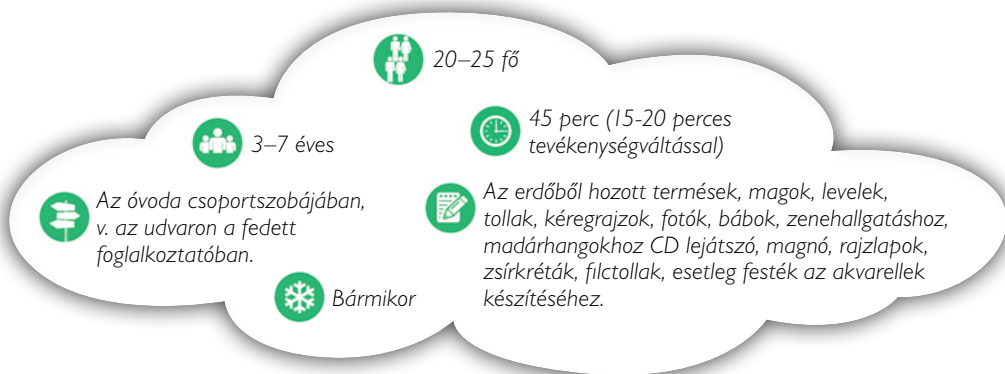 20–25 fő
45 perc (15-20 perces
tevékenységváltással)
3–7 éves
Az óvoda csoportszobájában,
v. az udvaron a fedett
foglalkoztatóban.
Az erdőből hozott termések, magok, levelek,
tollak, kéregrajzok, fotók, bábok, zenehallgatáshoz,
madárhangokhoz CD lejátszó, magnó, rajzlapok,
zsírkréták, filctollak, esetleg festék az akvarellek
készítéséhez.
Bármikor